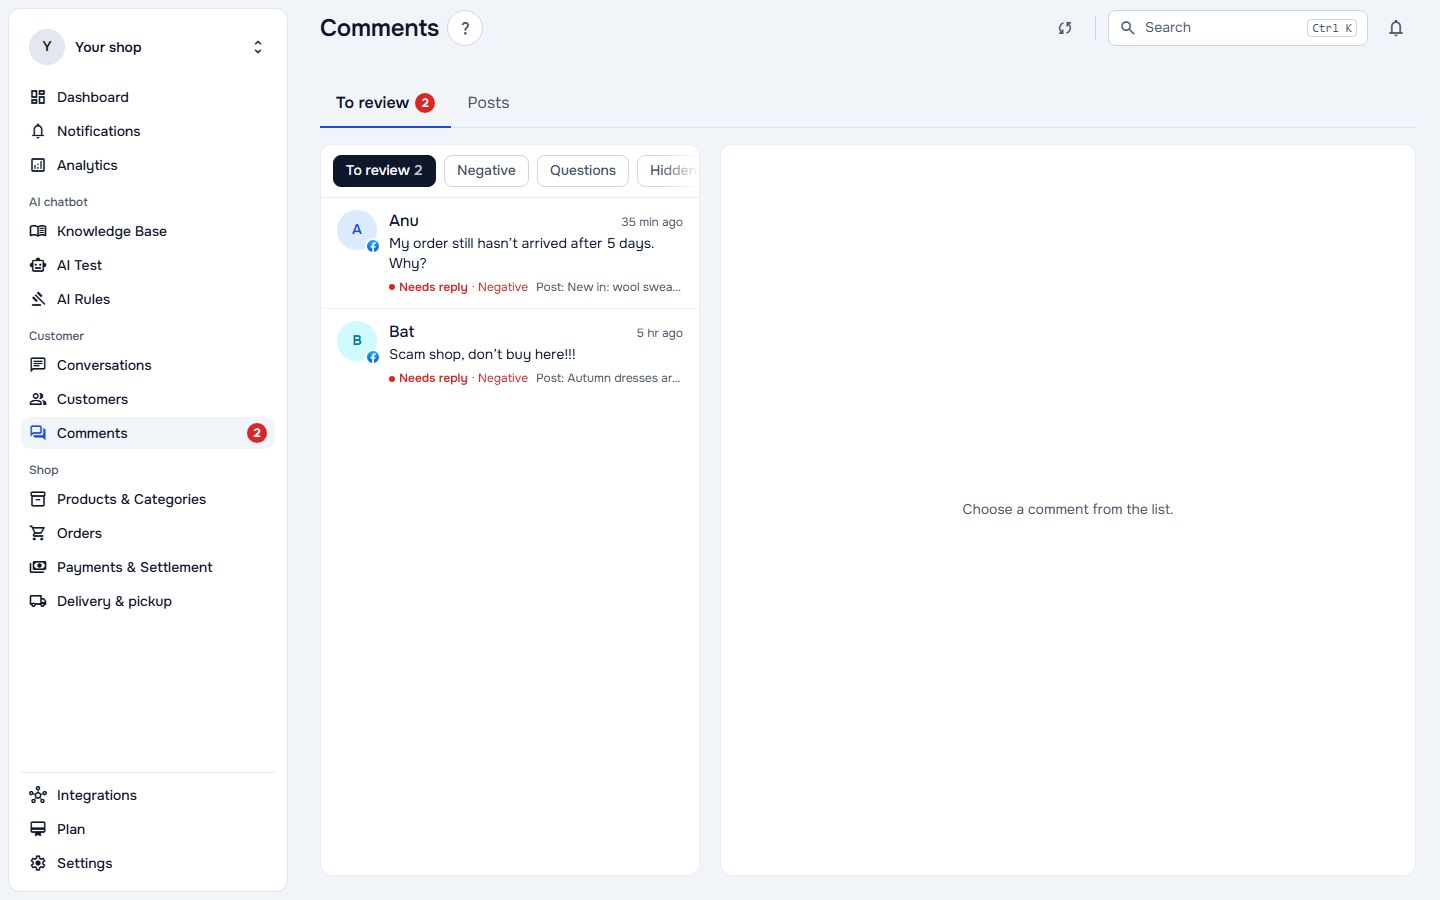 Y
Your shop
Dashboard
Notifications
Analytics
AI chatbot
Knowledge Base
AI Test
AI Rules
Customer
Conversations
Customers
Comments
2
Shop
Products & Categories
Orders
Payments & Settlement
Delivery & pickup
Integrations
Plan
Settings
Comments
?
Search
Ctrl K
To review 2
Posts
To review 2
Negative
Questions
Hidden
A
Anu
35 min ago
My order still hasn’t arrived after 5 days.
Why?
Needs reply · Negative Post: New in: wool swea...
B
Bat
5 hr ago
Scam shop, don’t buy here!!!
Needs reply · Negative Post: Autumn dresses ar...
Choose a comment from the list.